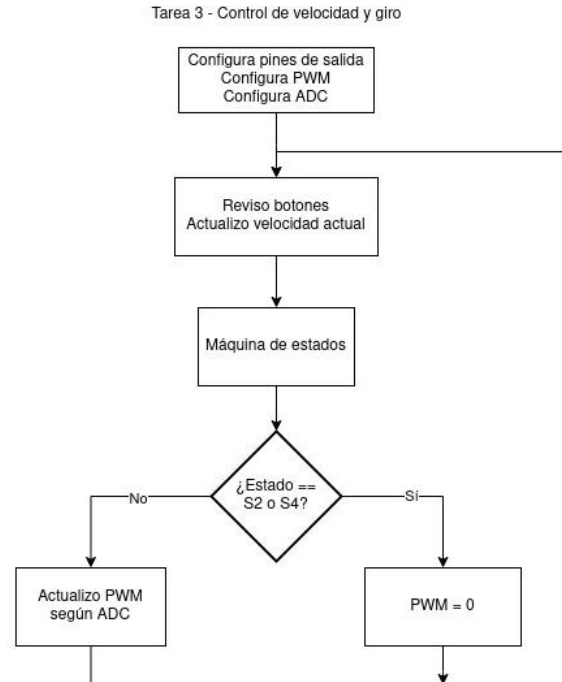 Tarea 3 - Control de velocidad y giro
Configura pines de salida
Configura PWM
Configura ADC
Reviso botones
Actualizo velocidad actual
Máquina de estados
¿Estado ==
S2 o S4?
No
Sí
Actualizo PWM
según ADC
PWM = 0